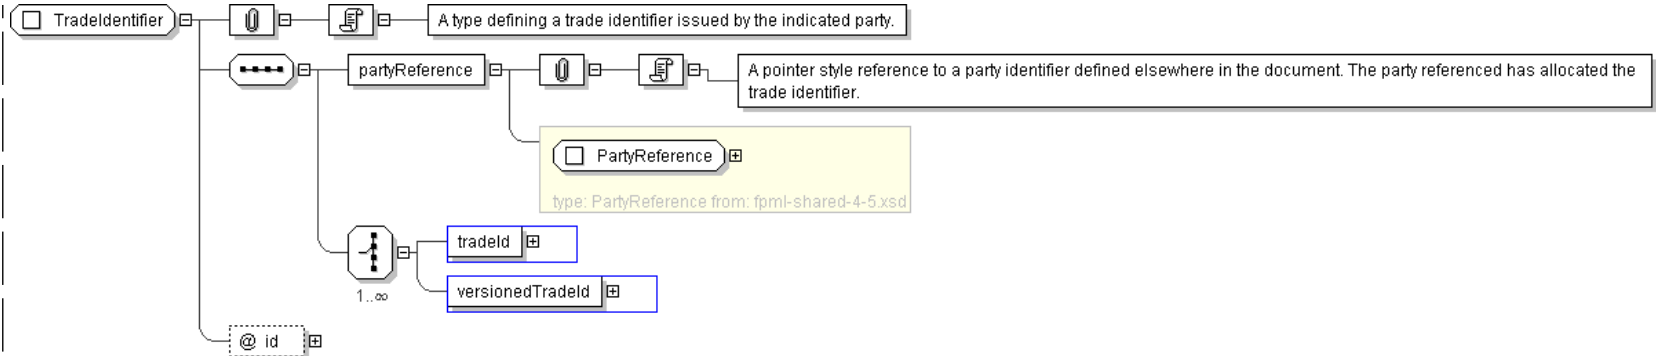 TradeIdentifier
A type defining a trade identifier issued by the indicated party.
partyReference
A pointer style reference to a party identifier defined elsewhere in the document. The party referenced has allocated the
trade identifier.
PartyReference
type: PartyReference from: fpml-shared-4-5.xsd
tradeId
1..∞
versionedTradeId
@ id